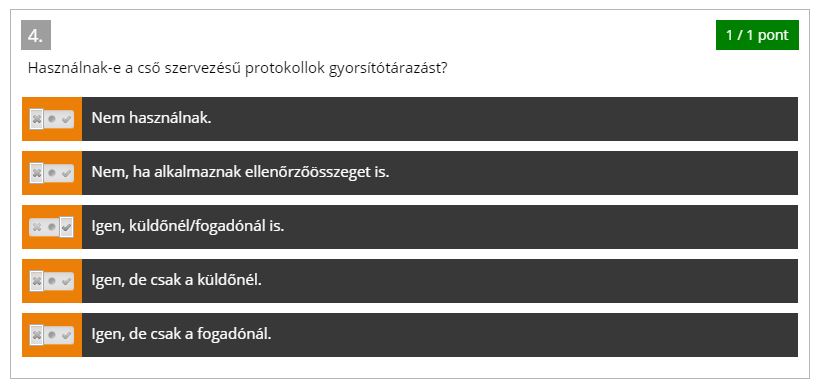 4.
1 / 1 pont
Használnak-e a cső szervezésű protokollok gyorsítótárazást?
Nem használnak.
Nem, ha alkalmaznak ellenőrzőösszeget is.
Igen, küldőnél/fogadónál is.
Igen, de csak a küldőnél.
Igen, de csak a fogadónál.